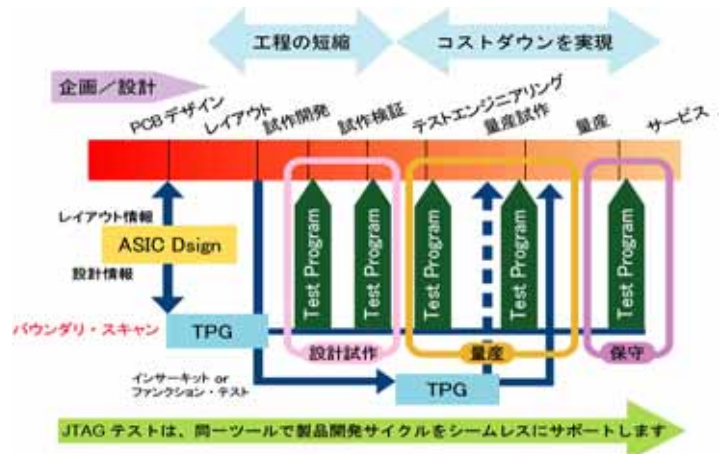 工程の短縮
コストダウンを実現
企画／設計
PCBデザイン
レイアウト
試作開発
試作検証
テストエンジニアリング
量産試作
量産
サービス
レイアウト情報
ASIC Dsign
設計情報
バウンダリ・スキャン
TPG
Test Program
Test Program
Test Program
Test Program
Test Program
設計試作
量産
保守
インサーキット or
ファンクション・テスト
TPG
JTAG テストは、同一ツールで製品開発サイクルをシームレスにサポートします